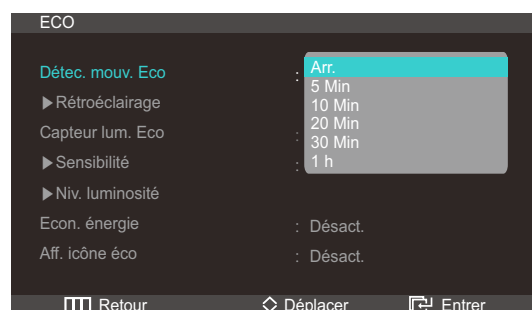 ECO
Détec. mouv. Eco : Arr.
5 Min
▶Rétroéclairage 10 Min
20 Min
Capteur lum. Eco : 30 Min
▶Sensibilité : 1 h
▶Niv. luminosité
Econ. énergie : Désact.
Aff. icône éco : Désact.
Retour Déplacer Entrer